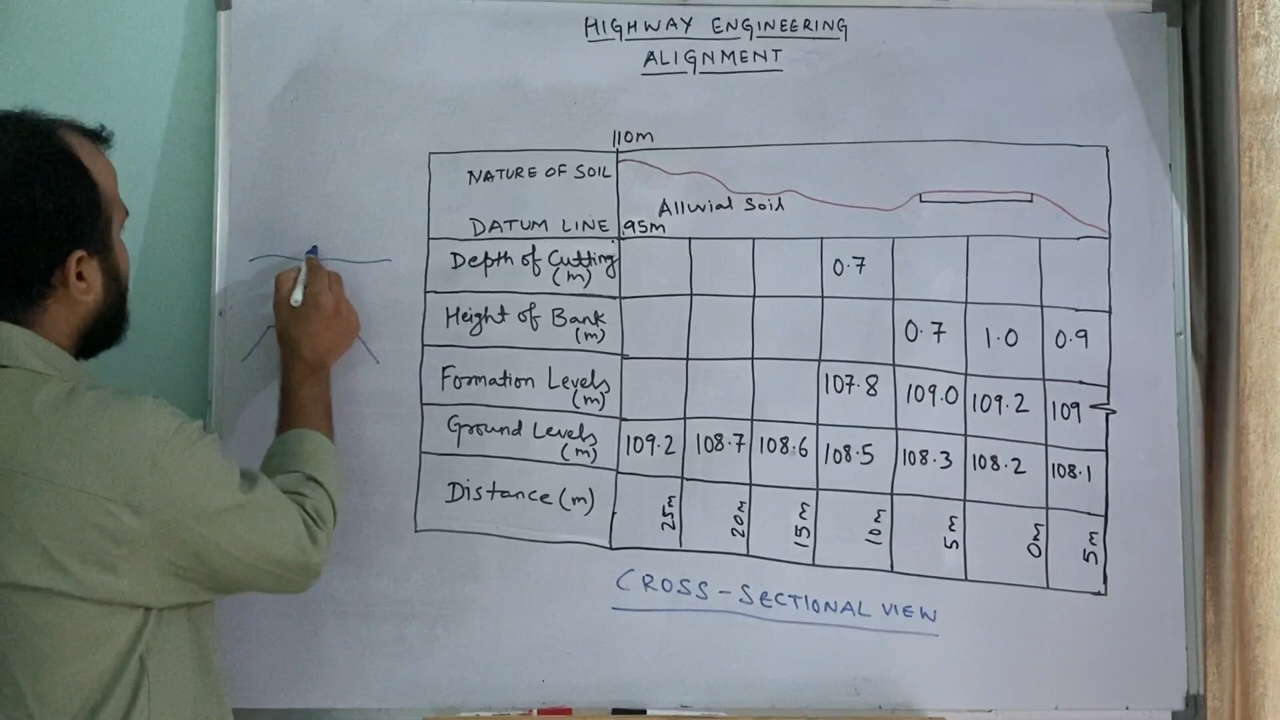 HIGHWAY ENGINEERING
ALIGNMENT
110m
NATURE OF SOIL
Alluvial Soil
DATUM LINE 95m
Depth of Cutting (m) 0.7
Height of Bank (m) 0.7 1.0 0.9
Formation Levels (m) 107.8 109.0 109.2 109
Ground Levels (m) 109.2 108.7 108.6 108.5 108.3 108.2 108.1
Distance (m) 25m 20m 15m 10m 5m 0m 5m
CROSS-SECTIONAL VIEW